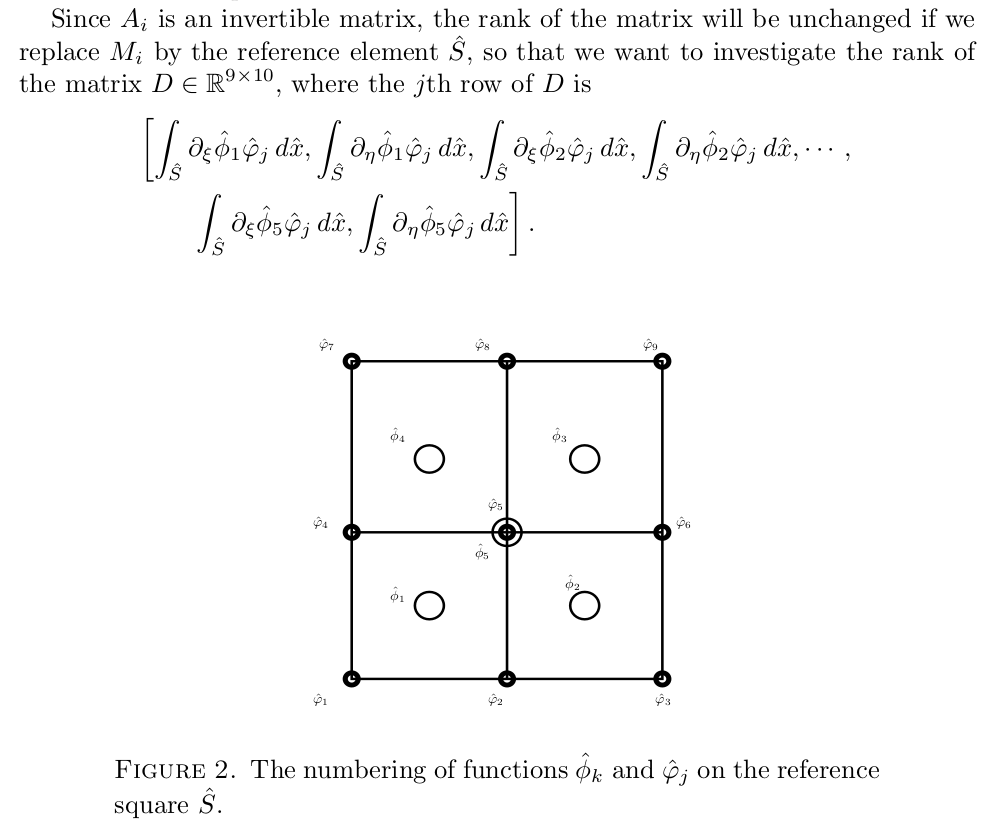 Since $A_i$ is an invertible matrix, the rank of the matrix will be unchanged if we
replace $M_i$ by the reference element $\hat{S}$, so that we want to investigate the rank of
the matrix $D \in \mathbb{R}^{9\times 10}$, where the $j$th row of $D$ is
$\left[ \int_{\hat{S}} \partial_\xi \hat{\phi}_1 \hat{\varphi}_j \, d\hat{x}, \int_{\hat{S}} \partial_\eta \hat{\phi}_1 \hat{\varphi}_j \, d\hat{x}, \int_{\hat{S}} \partial_\xi \hat{\phi}_2 \hat{\varphi}_j \, d\hat{x}, \int_{\hat{S}} \partial_\eta \hat{\phi}_2 \hat{\varphi}_j \, d\hat{x}, \cdots, \right.$
$\left. \int_{\hat{S}} \partial_\xi \hat{\phi}_5 \hat{\varphi}_j \, d\hat{x}, \int_{\hat{S}} \partial_\eta \hat{\phi}_5 \hat{\varphi}_j \, d\hat{x} \right].$
$\hat{\varphi}_7$ $\hat{\varphi}_8$ $\hat{\varphi}_9$
$\hat{\phi}_4$ $\hat{\phi}_3$
$\hat{\varphi}_5$
$\hat{\varphi}_4$ $\hat{\varphi}_6$
$\hat{\phi}_5$
$\hat{\phi}_1$ $\hat{\phi}_2$
$\hat{\varphi}_1$ $\hat{\varphi}_2$ $\hat{\varphi}_3$
FIGURE 2. The numbering of functions $\hat{\phi}_k$ and $\hat{\varphi}_j$ on the reference
square $\hat{S}$.